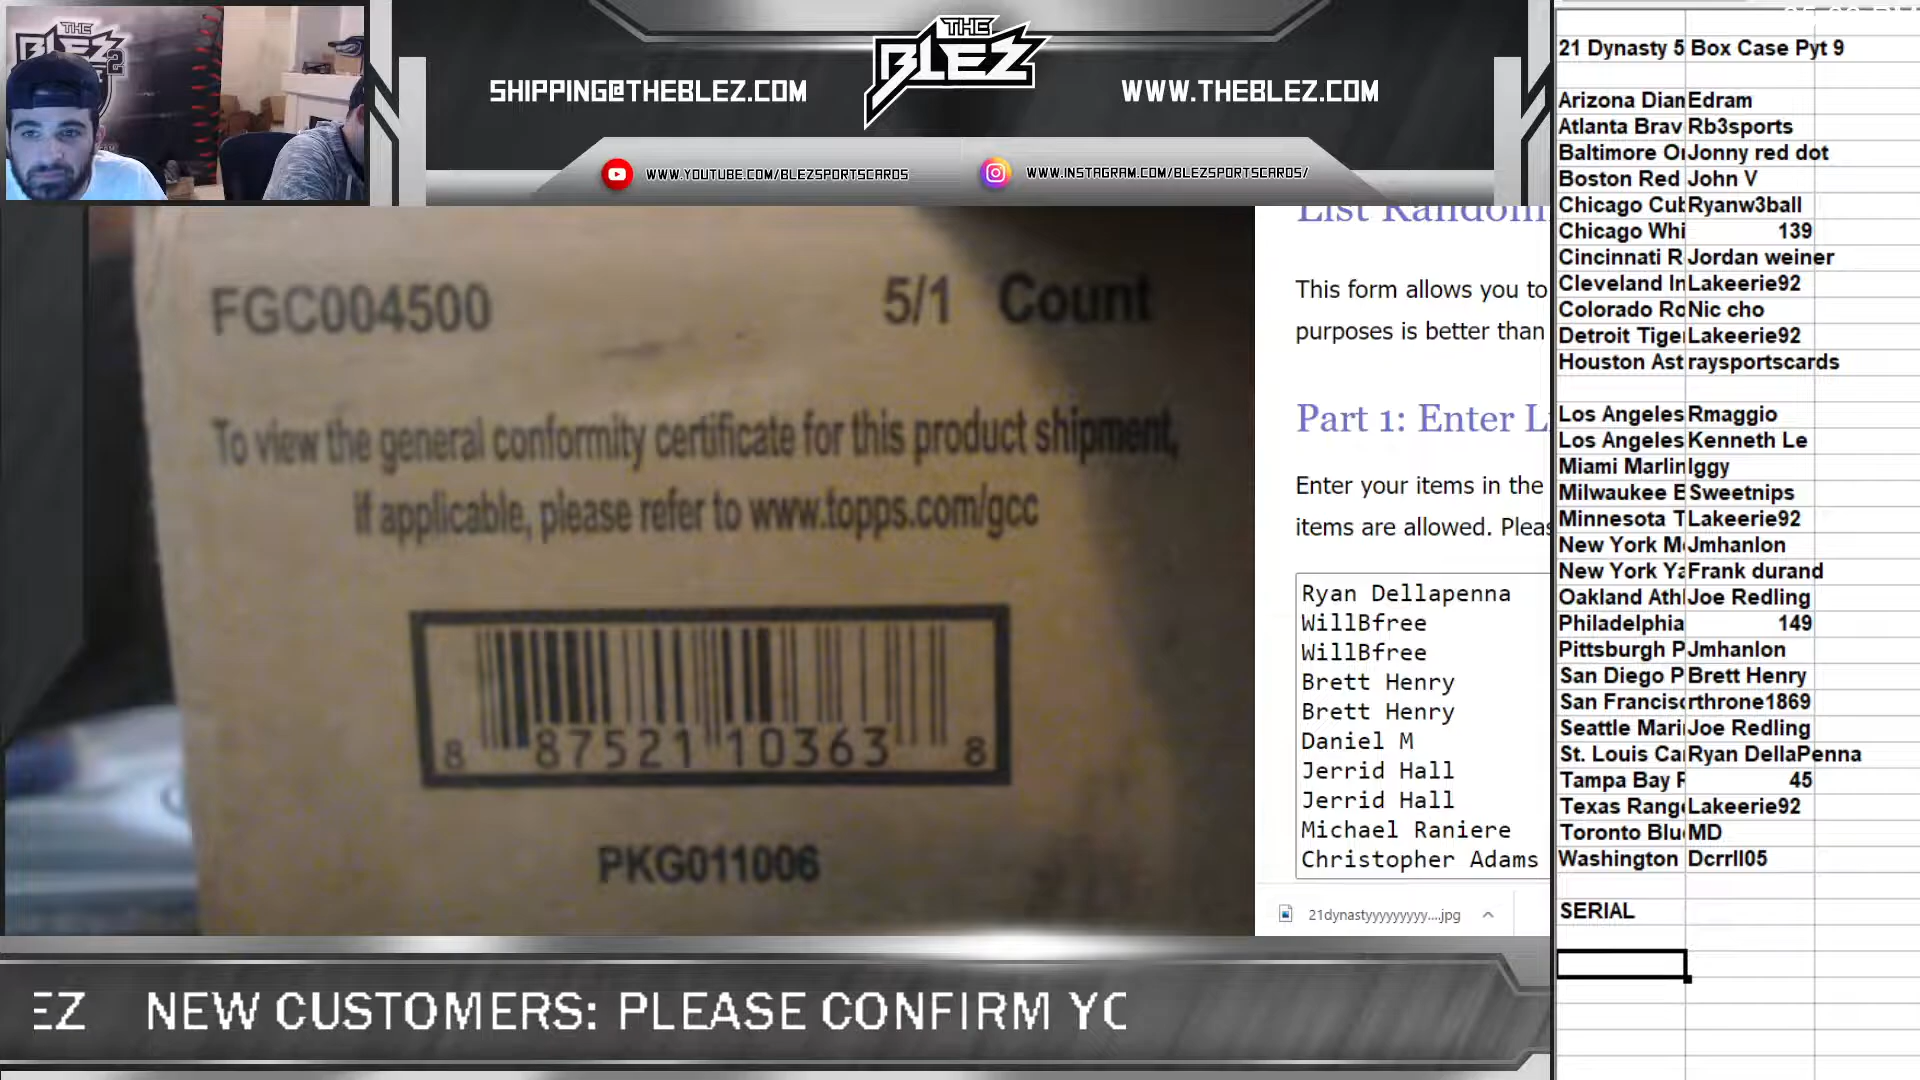 THE
BLEZ
SHIPPING@THEBLEZ.COM
WWW.THEBLEZ.COM
WWW.YOUTUBE.COM/BLEZSPORTSCARDS
WWW.INSTAGRAM.COM/BLEZSPORTSCARDS/
FGC004500 5/1 Count
To view the general conformity certificate for this product shipment,
if applicable, please refer to www.topps.com/gcc
8 87521 10363 8
PKG011006
This form allows you to
purposes is better than
Part 1: Enter L
Enter your items in the
items are allowed. Pleas
Ryan Dellapenna
WillBfree
WillBfree
Brett Henry
Brett Henry
Daniel M
Jerrid Hall
Jerrid Hall
Michael Raniere
Christopher Adams
21dynastyyyyyyyyy....jpg
21 Dynasty 5 Box Case Pyt 9
Arizona Diam Edram
Atlanta Brav Rb3sports
Baltimore Or Jonny red dot
Boston Red John V
Chicago Cub Ryanw3ball
Chicago Whi 139
Cincinnati R Jordan weiner
Cleveland In Lakeerie92
Colorado Ro Nic cho
Detroit Tige Lakeerie92
Houston Ast raysportscards
Los Angeles Rmaggio
Los Angeles Kenneth Le
Miami Marlin Iggy
Milwaukee B Sweetnips
Minnesota T Lakeerie92
New York Me Jmhanlon
New York Ya Frank durand
Oakland Athl Joe Redling
Philadelphia 149
Pittsburgh P Jmhanlon
San Diego P Brett Henry
San Francisc rthrone1869
Seattle Mari Joe Redling
St. Louis Car Ryan DellaPenna
Tampa Bay R 45
Texas Range Lakeerie92
Toronto Blu MD
Washington Dcrrll05
SERIAL
EZ NEW CUSTOMERS: PLEASE CONFIRM YO